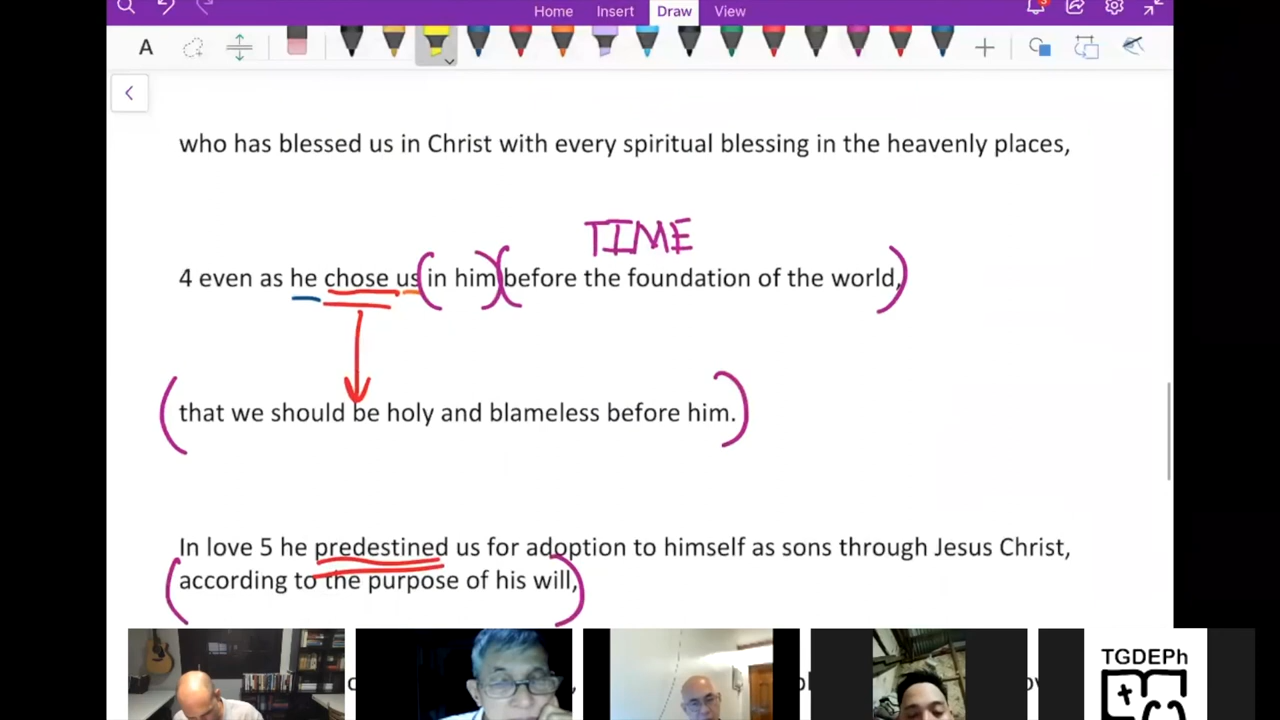 Home Insert Draw View
A
who has blessed us in Christ with every spiritual blessing in the heavenly places,
TIME
4 even as he chose us in him before the foundation of the world,
that we should be holy and blameless before him.
In love 5 he predestined us for adoption to himself as sons through Jesus Christ,
according to the purpose of his will,
TGDEPh